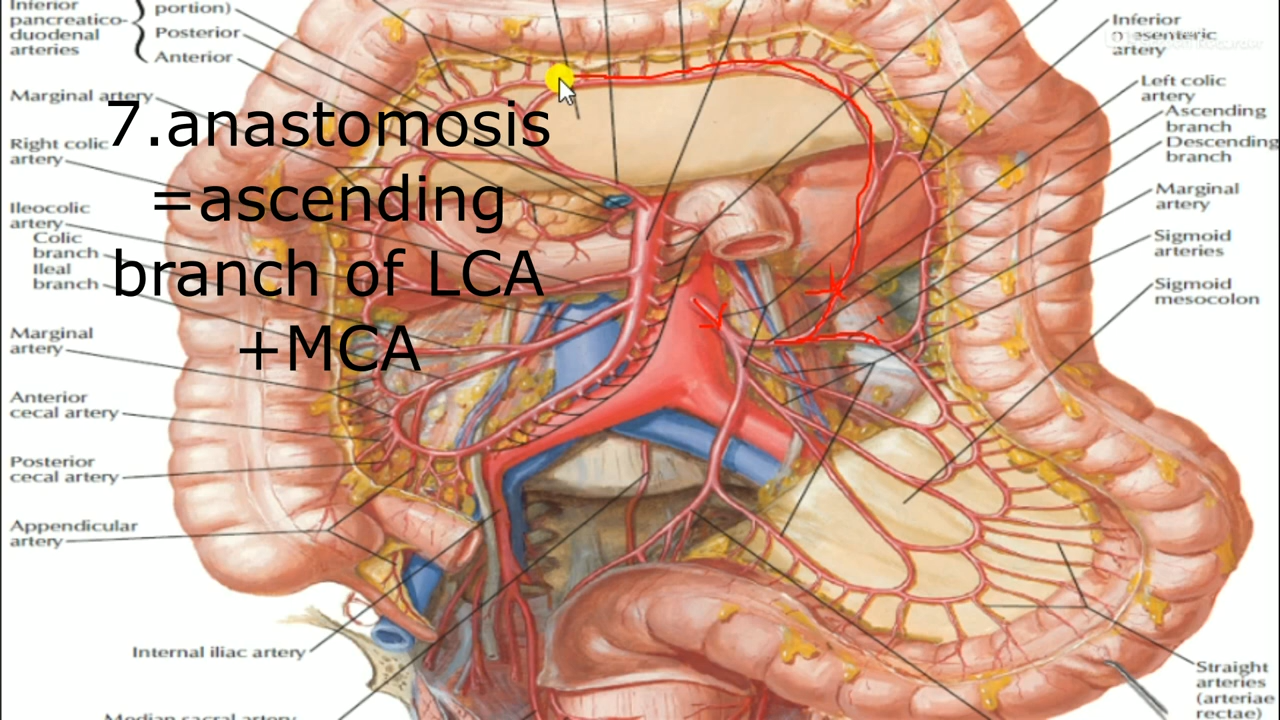 Inferior
pancreatico-
duodenal
arteries
portion)
Posterior
Anterior
Marginal artery
Right colic
artery
Ileocolic
artery
Colic
branch
Ileal
branch
Marginal
artery
Anterior
cecal artery
Posterior
cecal artery
Appendicular
artery
Internal iliac artery
Median sacral artery
7.anastomosis
=ascending
branch of LCA
+MCA
Inferior
mesenteric
artery
Left colic
artery
Ascending
branch
Descending
branch
Marginal
artery
Sigmoid
arteries
Sigmoid
mesocolon
Straight
arteries
(arteriae
rectae)